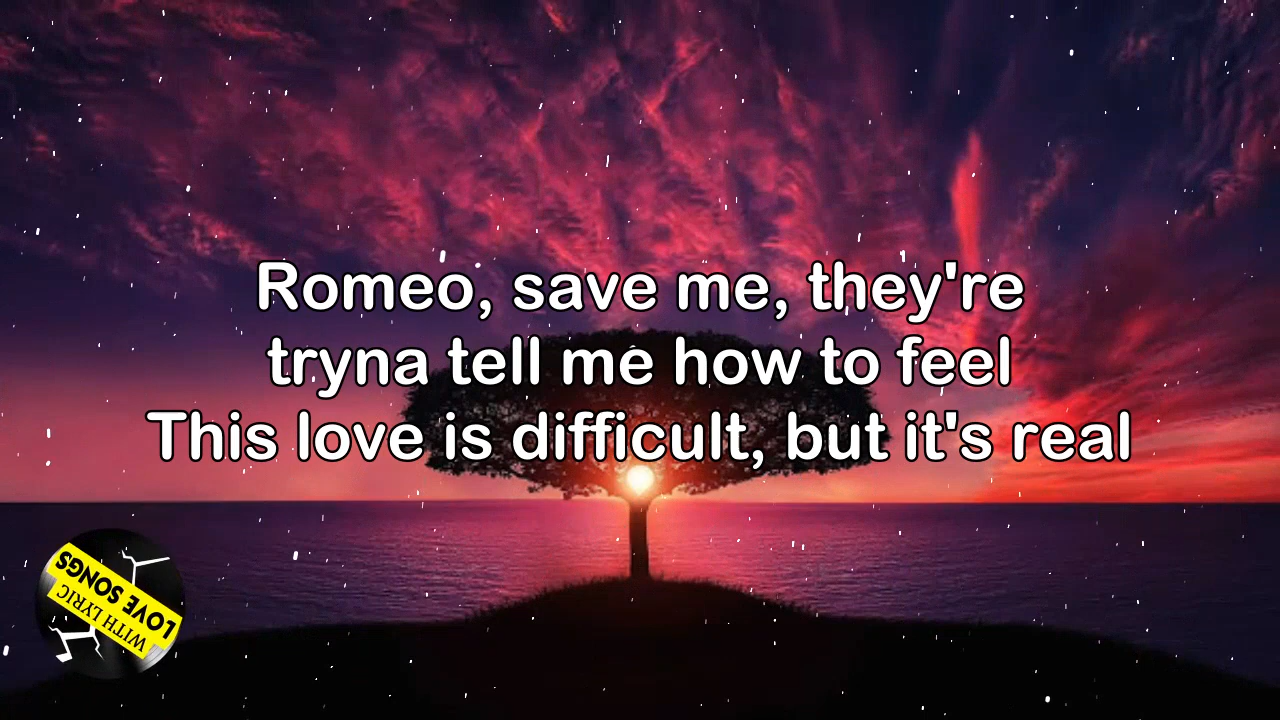 Romeo, save me, they're
tryna tell me how to feel
This love is difficult, but it's real
LOVE SONGS
WITH LYRIC